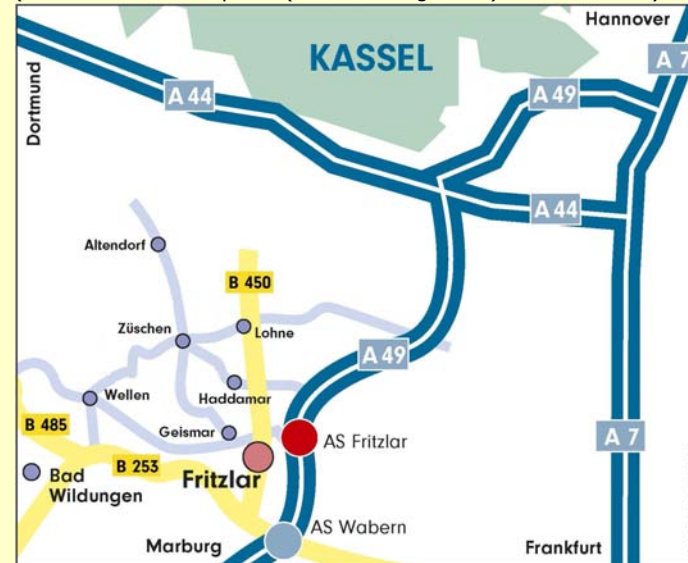 Hannover
KASSEL
A 7
Dortmund
A 44
A 49
A 44
Altendorf
B 450
Züschen
Lohne
A 49
Wellen
Haddamar
B 485
Geismar
AS Fritzlar
A 7
B 253
Bad
Wildungen
Fritzlar
AS Wabern
Marburg
Frankfurt